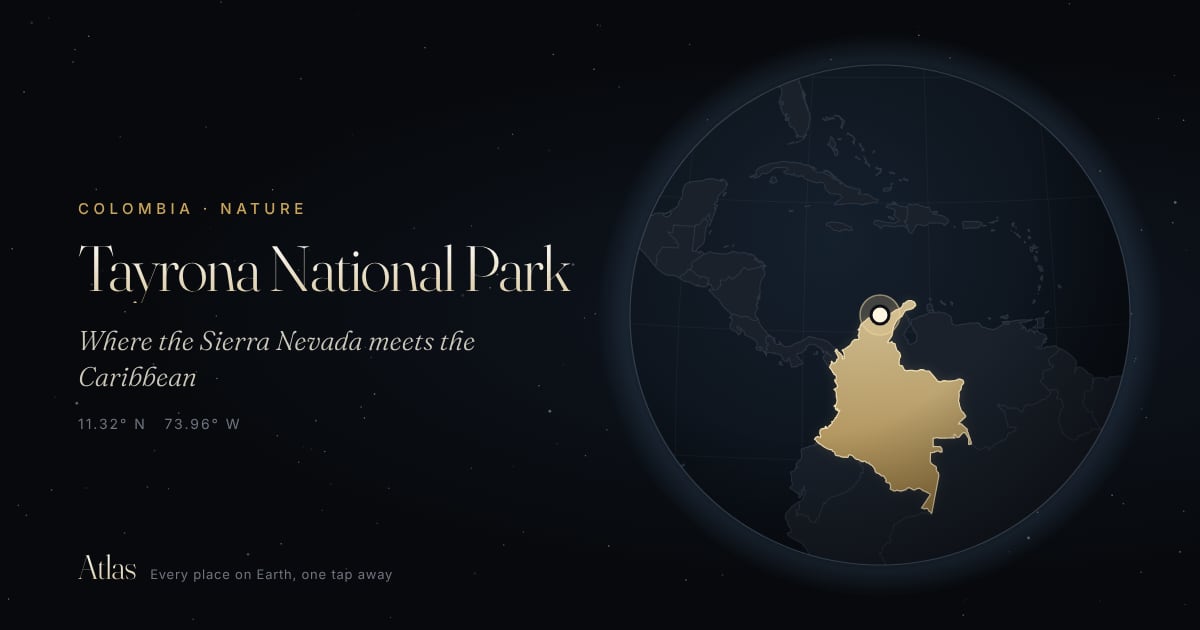 COLOMBIA · NATURE
Tayrona National Park
Where the Sierra Nevada meets the
Caribbean
11.32° N 73.96° W
Atlas Every place on Earth, one tap away